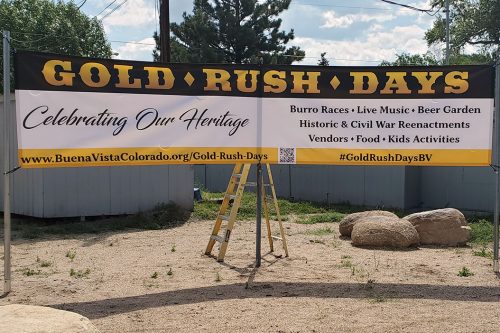 GOLD ♦ RUSH ♦ DAYS
Celebrating Our Heritage
Burro Races • Live Music • Beer Garden
Historic & Civil War Reenactments
Vendors • Food • Kids Activities
www.BuenaVistaColorado.org/Gold-Rush-Days
#GoldRushDaysBV